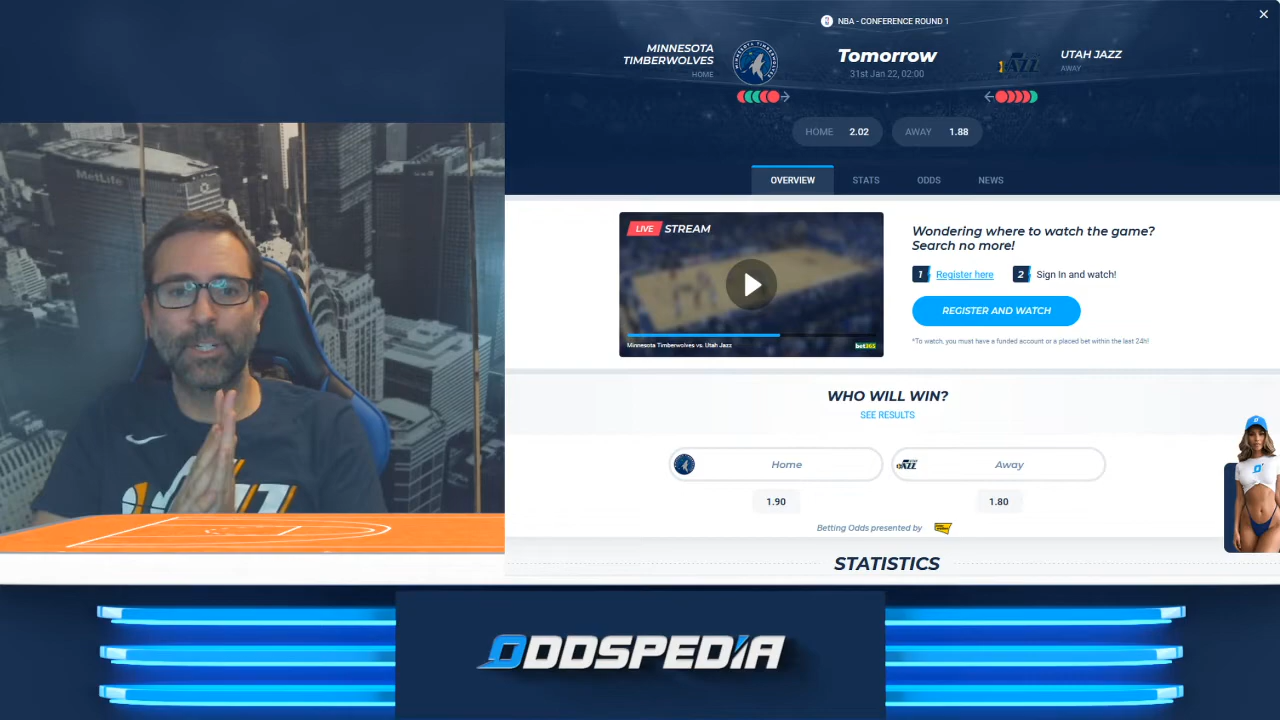 NBA - CONFERENCE ROUND 1
MINNESOTA
TIMBERWOLVES
HOME
Tomorrow
31st Jan 22, 02:00
UTAH JAZZ
AWAY
HOME 2.02
AWAY 1.88
OVERVIEW
STATS
ODDS
NEWS
MetLife
LIVE STREAM
Minnesota Timberwolves vs. Utah Jazz
bet365
Wondering where to watch the game?
Search no more!
1 Register here
2 Sign In and watch!
REGISTER AND WATCH
*To watch, you must have a funded account or a placed bet within the last 24h!
WHO WILL WIN?
SEE RESULTS
Home
JAZZ
Away
1.90
1.80
Betting Odds presented by
STATISTICS
ODDSPEDIA